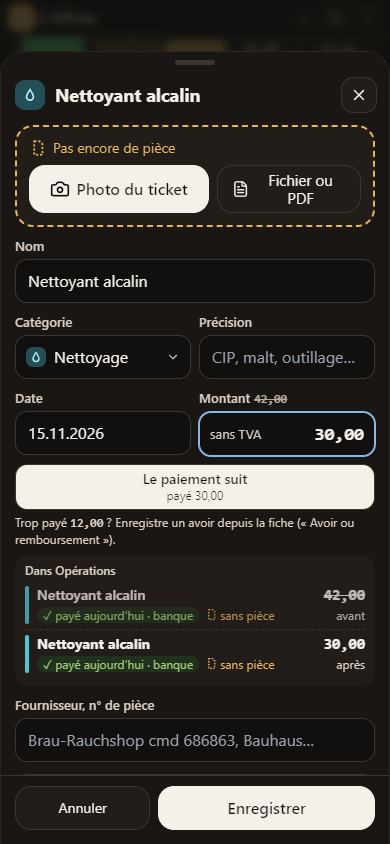 Nettoyant alcalin
Pas encore de pièce
Photo du ticket
Fichier ou
PDF
Nom
Nettoyant alcalin
Catégorie
Précision
Nettoyage
CIP, malt, outillage...
Date
Montant 42,00
15.11.2026
sans TVA 30,00
Le paiement suit
payé 30,00
Trop payé 12,00 ? Enregistre un avoir depuis la fiche (« Avoir ou
remboursement »).
Dans Opérations
Nettoyant alcalin 42,00
✓ payé aujourd'hui · banque sans pièce avant
Nettoyant alcalin 30,00
✓ payé aujourd'hui · banque sans pièce après
Fournisseur, n° de pièce
Brau-Rauchshop cmd 686863, Bauhaus...
Annuler
Enregistrer